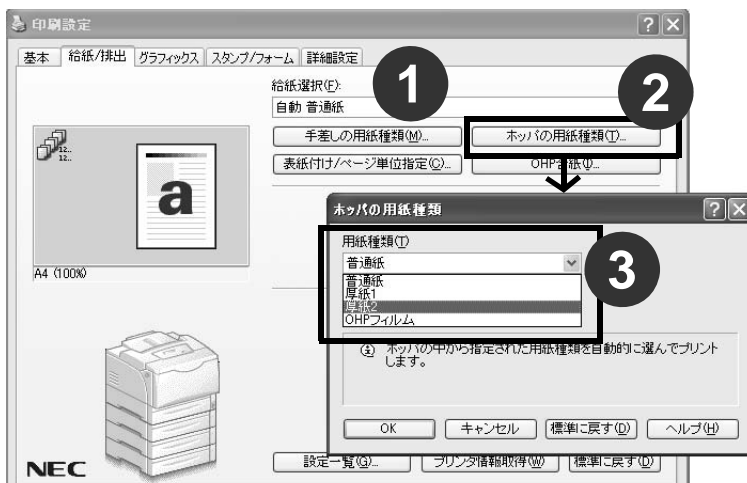 印刷設定
基本 給紙/排出 グラフィックス スタンプ/フォーム 詳細設定
1
給紙選択(F):
自動 普通紙
2
手差しの用紙種類(M)... ホッパの用紙種類(T)...
表紙付け/ページ単位指定(C)...
12..
12..
a
A4 (100%)
ホッパの用紙種類
用紙種類(T)
普通紙
3
普通紙
厚紙1
厚紙2
OHPフィルム
ホッパの中から指定された用紙種類を自動的に選んでプリント
します。
OK キャンセル 標準に戻す(D) ヘルプ(H)
NEC
設定一覧(G)... プリンタ情報取得(W) 標準に戻す(D)